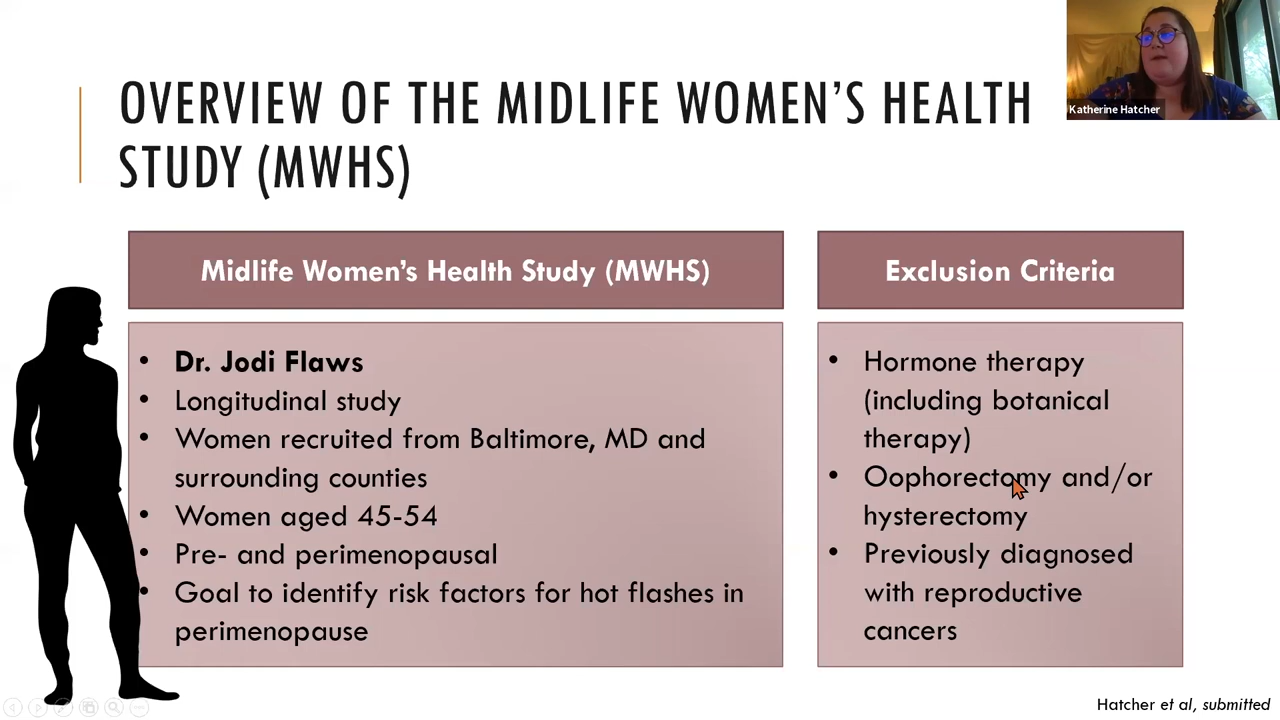 OVERVIEW OF THE MIDLIFE WOMEN'S HEALTH
STUDY (MWHS)
Katherine Hatcher
Midlife Women's Health Study (MWHS)
• Dr. Jodi Flaws
• Longitudinal study
• Women recruited from Baltimore, MD and
surrounding counties
• Women aged 45-54
• Pre- and perimenopausal
• Goal to identify risk factors for hot flashes in
perimenopause
Exclusion Criteria
• Hormone therapy
(including botanical
therapy)
• Oophorectomy and/or
hysterectomy
• Previously diagnosed
with reproductive
cancers
Hatcher et al, submitted